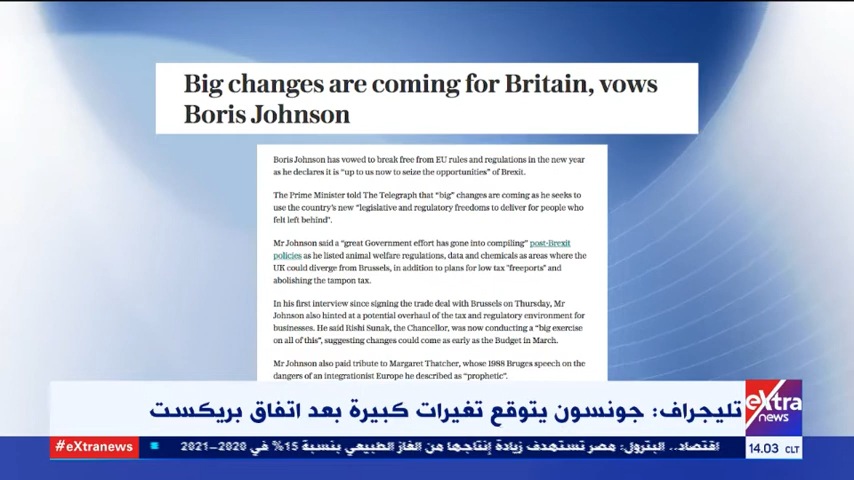 Big changes are coming for Britain, vows
Boris Johnson
Boris Johnson has vowed to break free from EU rules and regulations in the new year
as he declares it is "up to us now to seize the opportunities" of Brexit.
The Prime Minister told The Telegraph that "big" changes are coming as he seeks to
use the country's new "legislative and regulatory freedoms to deliver for people who
felt left behind".
Mr Johnson said a "great Government effort has gone into compiling" post-Brexit
policies as he listed animal welfare regulations, data and chemicals as areas where the
UK could diverge from Brussels, in addition to plans for low tax "freeports" and
abolishing the tampon tax.
In his first interview since signing the trade deal with Brussels on Thursday, Mr
Johnson also hinted at a potential overhaul of the tax and regulatory environment for
businesses. He said Rishi Sunak, the Chancellor, was now conducting a "big exercise
on all of this", suggesting changes could come as early as the Budget in March.
Mr Johnson also paid tribute to Margaret Thatcher, whose 1988 Bruges speech on the
dangers of an integrationist Europe he described as "prophetic".
تليجراف: جونسون يتوقع تغيرات كبيرة بعد اتفاق بريكست
eXtra
news
#eXtranews
اقتصاد.. البترول: مصر تستهدف زيادة إنتاجها من الغاز الطبيعي بنسبة 15% في 2020-2021
14.03 CLT